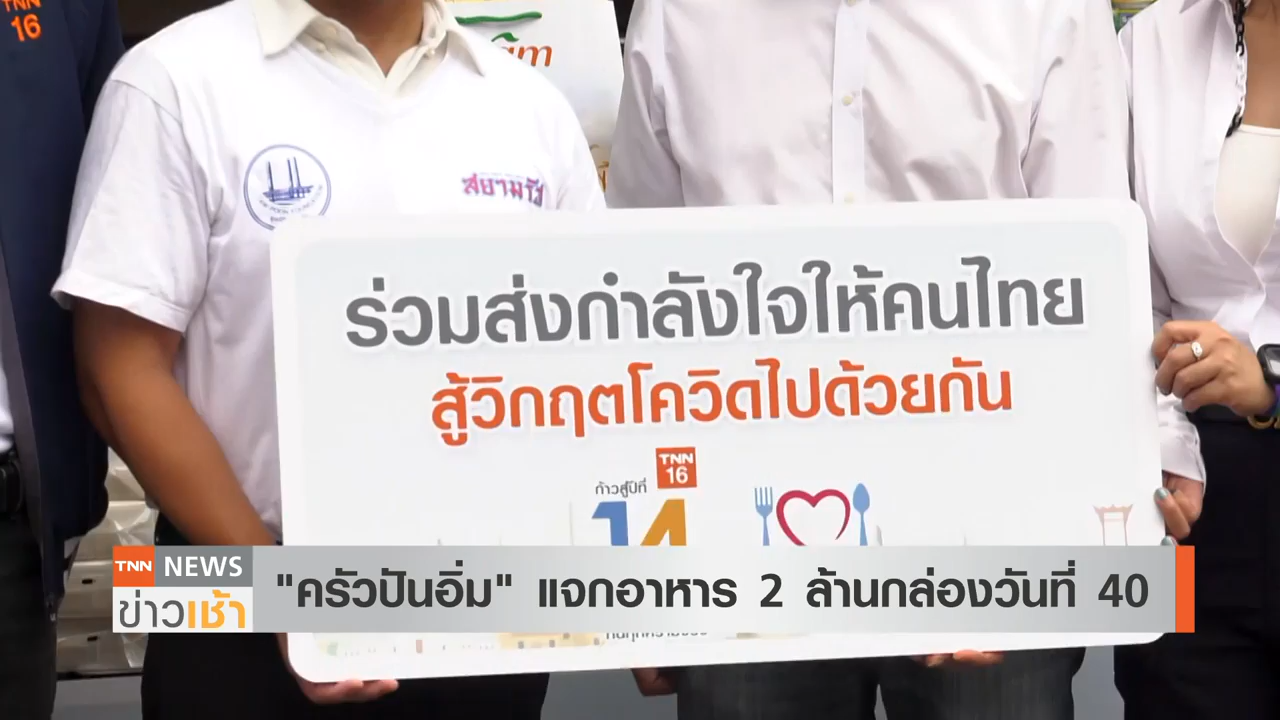 TNN
16
am
สยามรัฐ
ร่วมส่งกำลังใจให้คนไทย
สู้วิกฤตโควิดไปด้วยกัน
TNN
16
ก้าวสู่ปีที่
14
TNN NEWS
ข่าวเช้า
"ครัวปันอิ่ม" แจกอาหาร 2 ล้านกล่องวันที่ 40